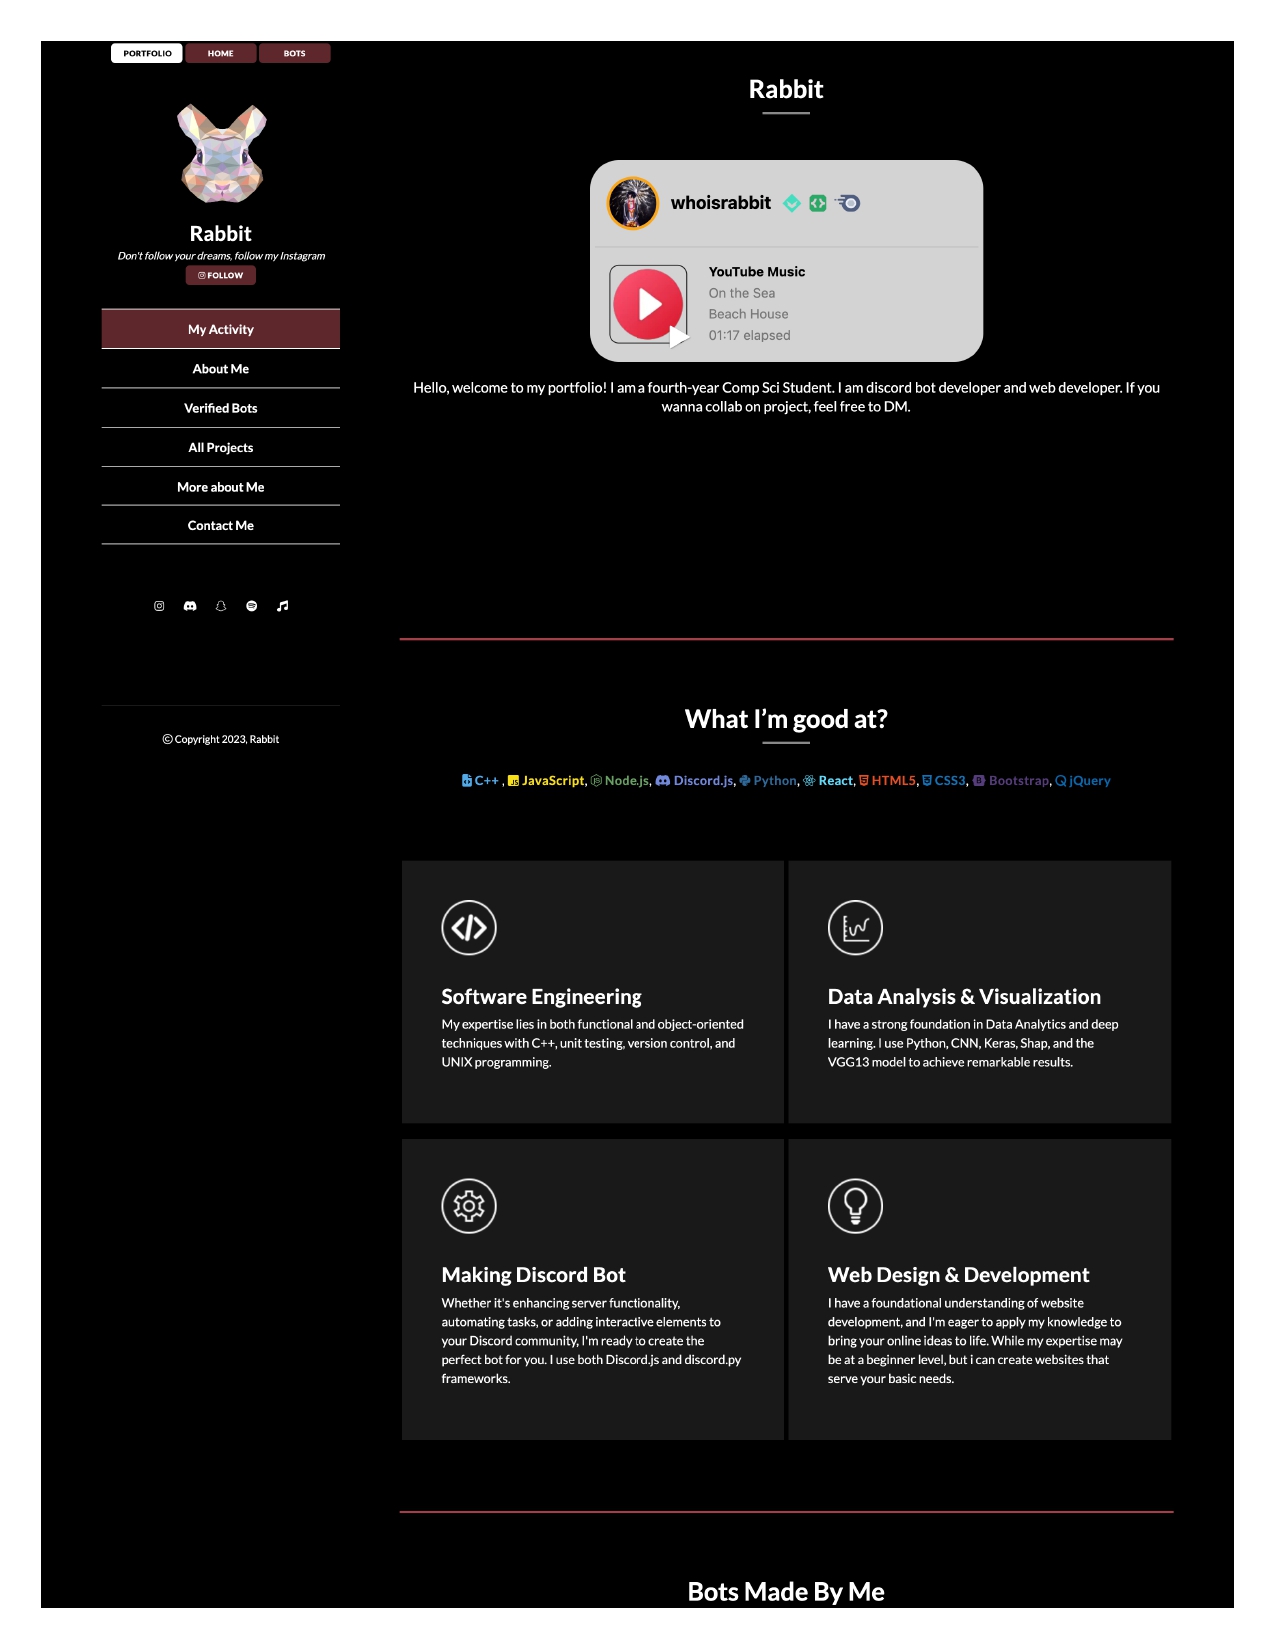 PORTFOLIO
HOME
BOTS
Rabbit
Don't follow your dreams, follow my Instagram
FOLLOW
My Activity
About Me
Verified Bots
All Projects
More about Me
Contact Me
© Copyright 2023, Rabbit
Rabbit
whoisrabbit
YouTube Music
On the Sea
Beach House
01:17 elapsed
Hello, welcome to my portfolio! I am a fourth-year Comp Sci Student. I am discord bot developer and web developer. If you
wanna collab on project, feel free to DM.
What I’m good at?
C++ , JavaScript, Node.js, Discord.js, Python, React, HTML5, CSS3, Bootstrap, jQuery
Software Engineering
My expertise lies in both functional and object-oriented
techniques with C++, unit testing, version control, and
UNIX programming.
Data Analysis & Visualization
I have a strong foundation in Data Analytics and deep
learning. I use Python, CNN, Keras, Shap, and the
VGG13 model to achieve remarkable results.
Making Discord Bot
Whether it's enhancing server functionality,
automating tasks, or adding interactive elements to
your Discord community, I'm ready to create the
perfect bot for you. I use both Discord.js and discord.py
frameworks.
Web Design & Development
I have a foundational understanding of website
development, and I'm eager to apply my knowledge to
bring your online ideas to life. While my expertise may
be at a beginner level, but i can create websites that
serve your basic needs.
Bots Made By Me